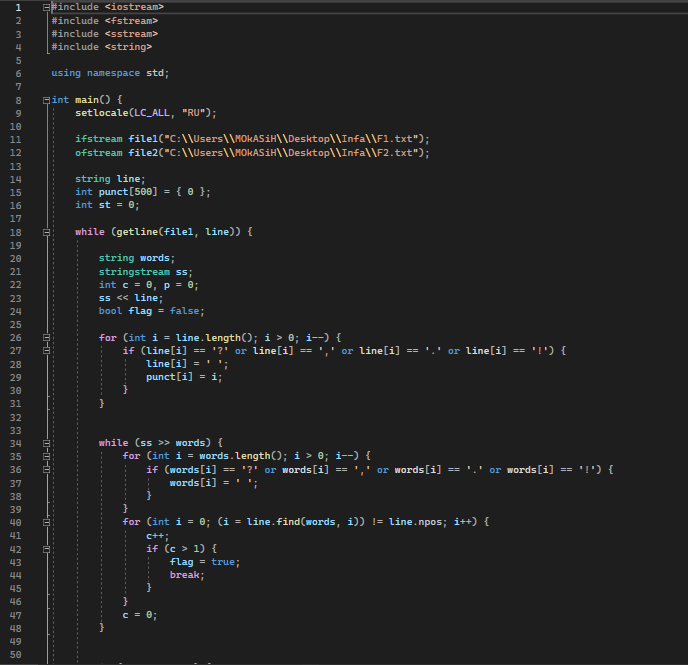 1 #include <iostream>
2 #include <fstream>
3 #include <sstream>
4 #include <string>
5
6 using namespace std;
7
8 int main() {
9 setlocale(LC_ALL, "RU");
10
11 ifstream file1("C:\\Users\\MOkASiH\\Desktop\\Infa\\F1.txt");
12 ofstream file2("C:\\Users\\MOkASiH\\Desktop\\Infa\\F2.txt");
13
14 string line;
15 int punct[500] = { 0 };
16 int st = 0;
17
18 while (getline(file1, line)) {
19
20 string words;
21 stringstream ss;
22 int c = 0, p = 0;
23 ss << line;
24 bool flag = false;
25
26 for (int i = line.length(); i > 0; i--) {
27 if (line[i] == '?' or line[i] == ',' or line[i] == '.' or line[i] == '!') {
28 line[i] = ' ';
29 punct[i] = i;
30 }
31 }
32
33
34 while (ss >> words) {
35 for (int i = words.length(); i > 0; i--) {
36 if (words[i] == '?' or words[i] == ',' or words[i] == '.' or words[i] == '!') {
37 words[i] = ' ';
38 }
39 }
40 for (int i = 0; (i = line.find(words, i)) != line.npos; i++) {
41 c++;
42 if (c > 1) {
43 flag = true;
44 break;
45 }
46 }
47 c = 0;
48 }
49
50